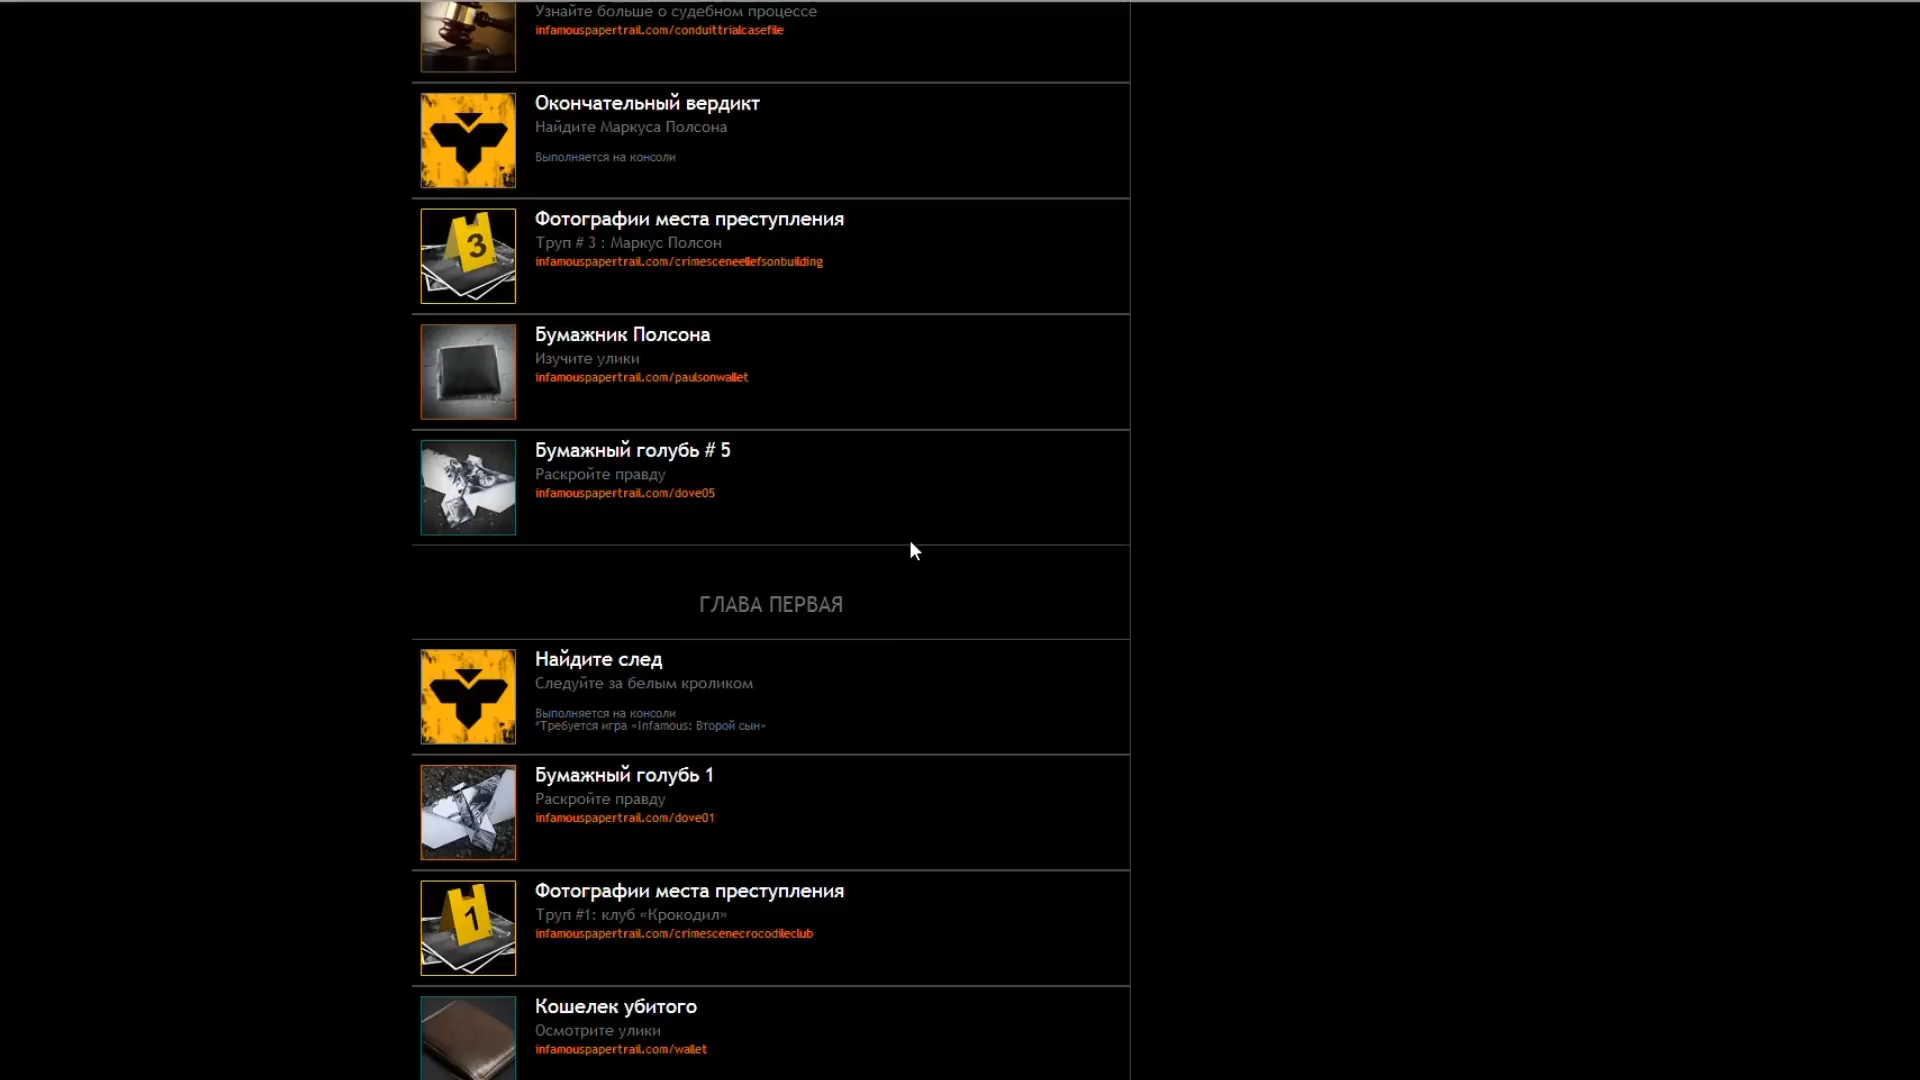 Узнайте больше о судебном процессе
infamouspapertrail.com/conduittrialcasefile
Окончательный вердикт
Найдите Маркуса Полсона
Выполняется на консоли
3
Фотографии места преступления
Труп # 3 : Маркус Полсон
infamouspapertrail.com/crimesceneellefsonbuilding
Бумажник Полсона
Изучите улики
infamouspapertrail.com/paulsonwallet
Бумажный голубь # 5
Раскройте правду
infamouspapertrail.com/dove05
ГЛАВА ПЕРВАЯ
Найдите след
Следуйте за белым кроликом
Выполняется на консоли
*Требуется игра «Infamous: Второй сын»
Бумажный голубь 1
Раскройте правду
infamouspapertrail.com/dove01
1
Фотографии места преступления
Труп #1: клуб «Крокодил»
infamouspapertrail.com/crimescenecrocodileclub
Кошелек убитого
Осмотрите улики
infamouspapertrail.com/wallet